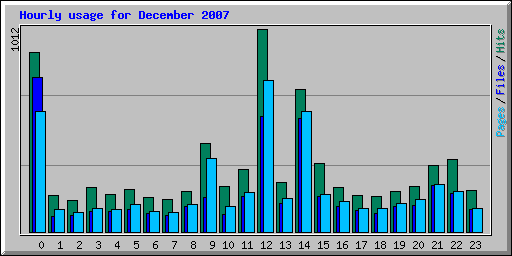 Hourly usage for December 2007
1012
Pages / Files / Hits
0 1 2 3 4 5 6 7 8 9 10 11 12 13 14 15 16 17 18 19 20 21 22 23